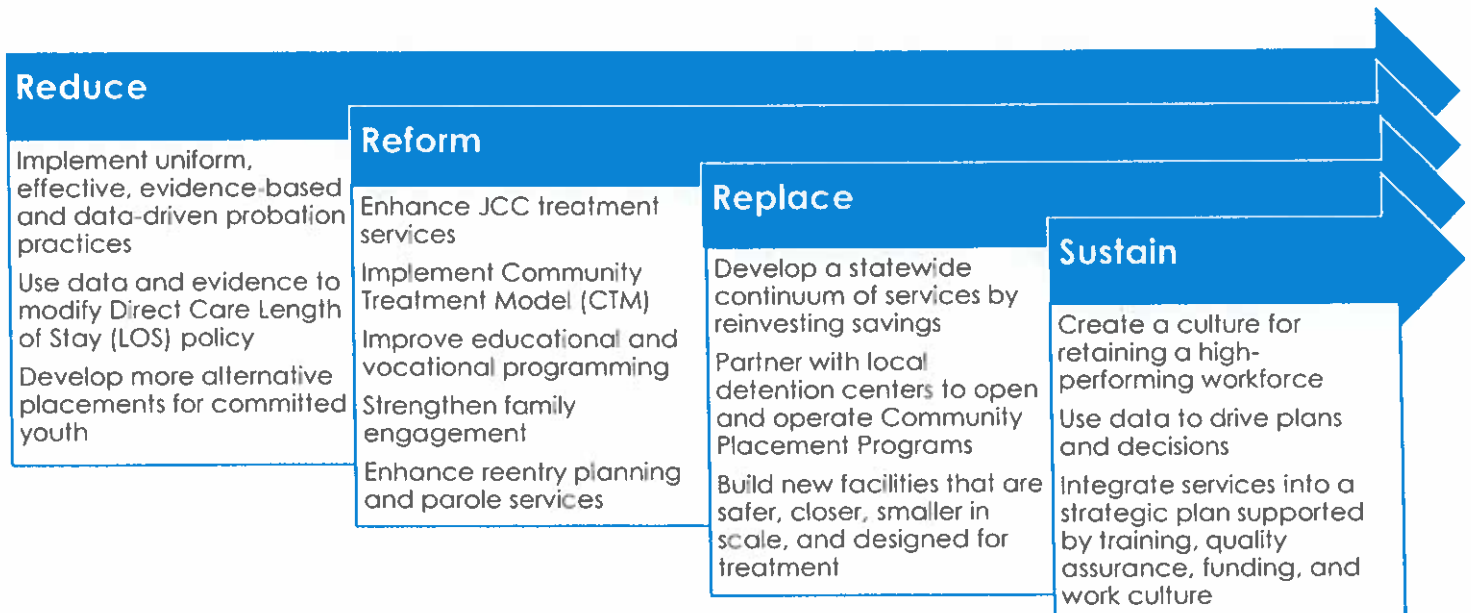 Reduce
Implement uniform,
effective, evidence-based
and data-driven probation
practices
Use data and evidence to
modify Direct Care Length
of Stay (LOS) policy
Develop more alternative
placements for committed
youth
Reform
Enhance JCC treatment
services
Implement Community
Treatment Model (CTM)
Improve educational and
vocational programming
Strengthen family
engagement
Enhance reentry planning
and parole services
Replace
Develop a statewide
continuum of services by
reinvesting savings
Partner with local
detention centers to open
and operate Community
Placement Programs
Build new facilities that are
safer, closer, smaller in
scale, and designed for
treatment
Sustain
Create a culture for
retaining a high-
performing workforce
Use data to drive plans
and decisions
Integrate services into a
strategic plan supported
by training, quality
assurance, funding, and
work culture